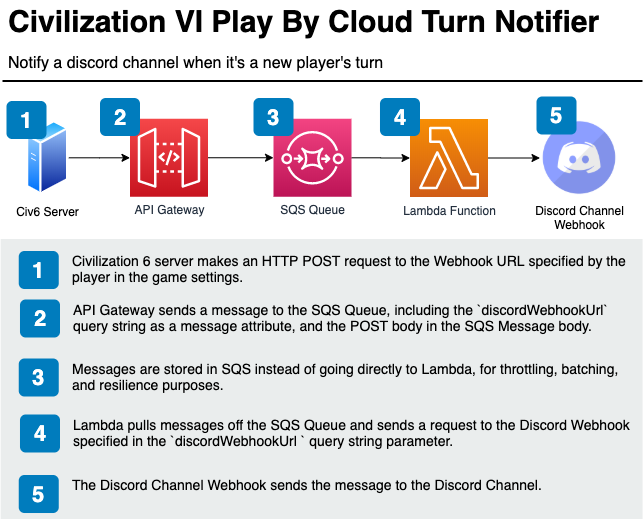 Civilization VI Play By Cloud Turn Notifier
Notify a discord channel when it's a new player's turn
1
2
3
4
5
</>
Civ6 Server
API Gateway
SQS Queue
Lambda Function
Discord Channel
Webhook
1
Civilization 6 server makes an HTTP POST request to the Webhook URL specified by the
player in the game settings.
2
API Gateway sends a message to the SQS Queue, including the `discordWebhookUrl`
query string as a message attribute, and the POST body in the SQS Message body.
3
Messages are stored in SQS instead of going directly to Lambda, for throttling, batching,
and resilience purposes.
4
Lambda pulls messages off the SQS Queue and sends a request to the Discord Webhook
specified in the `discordWebhookUrl ` query string parameter.
5
The Discord Channel Webhook sends the message to the Discord Channel.